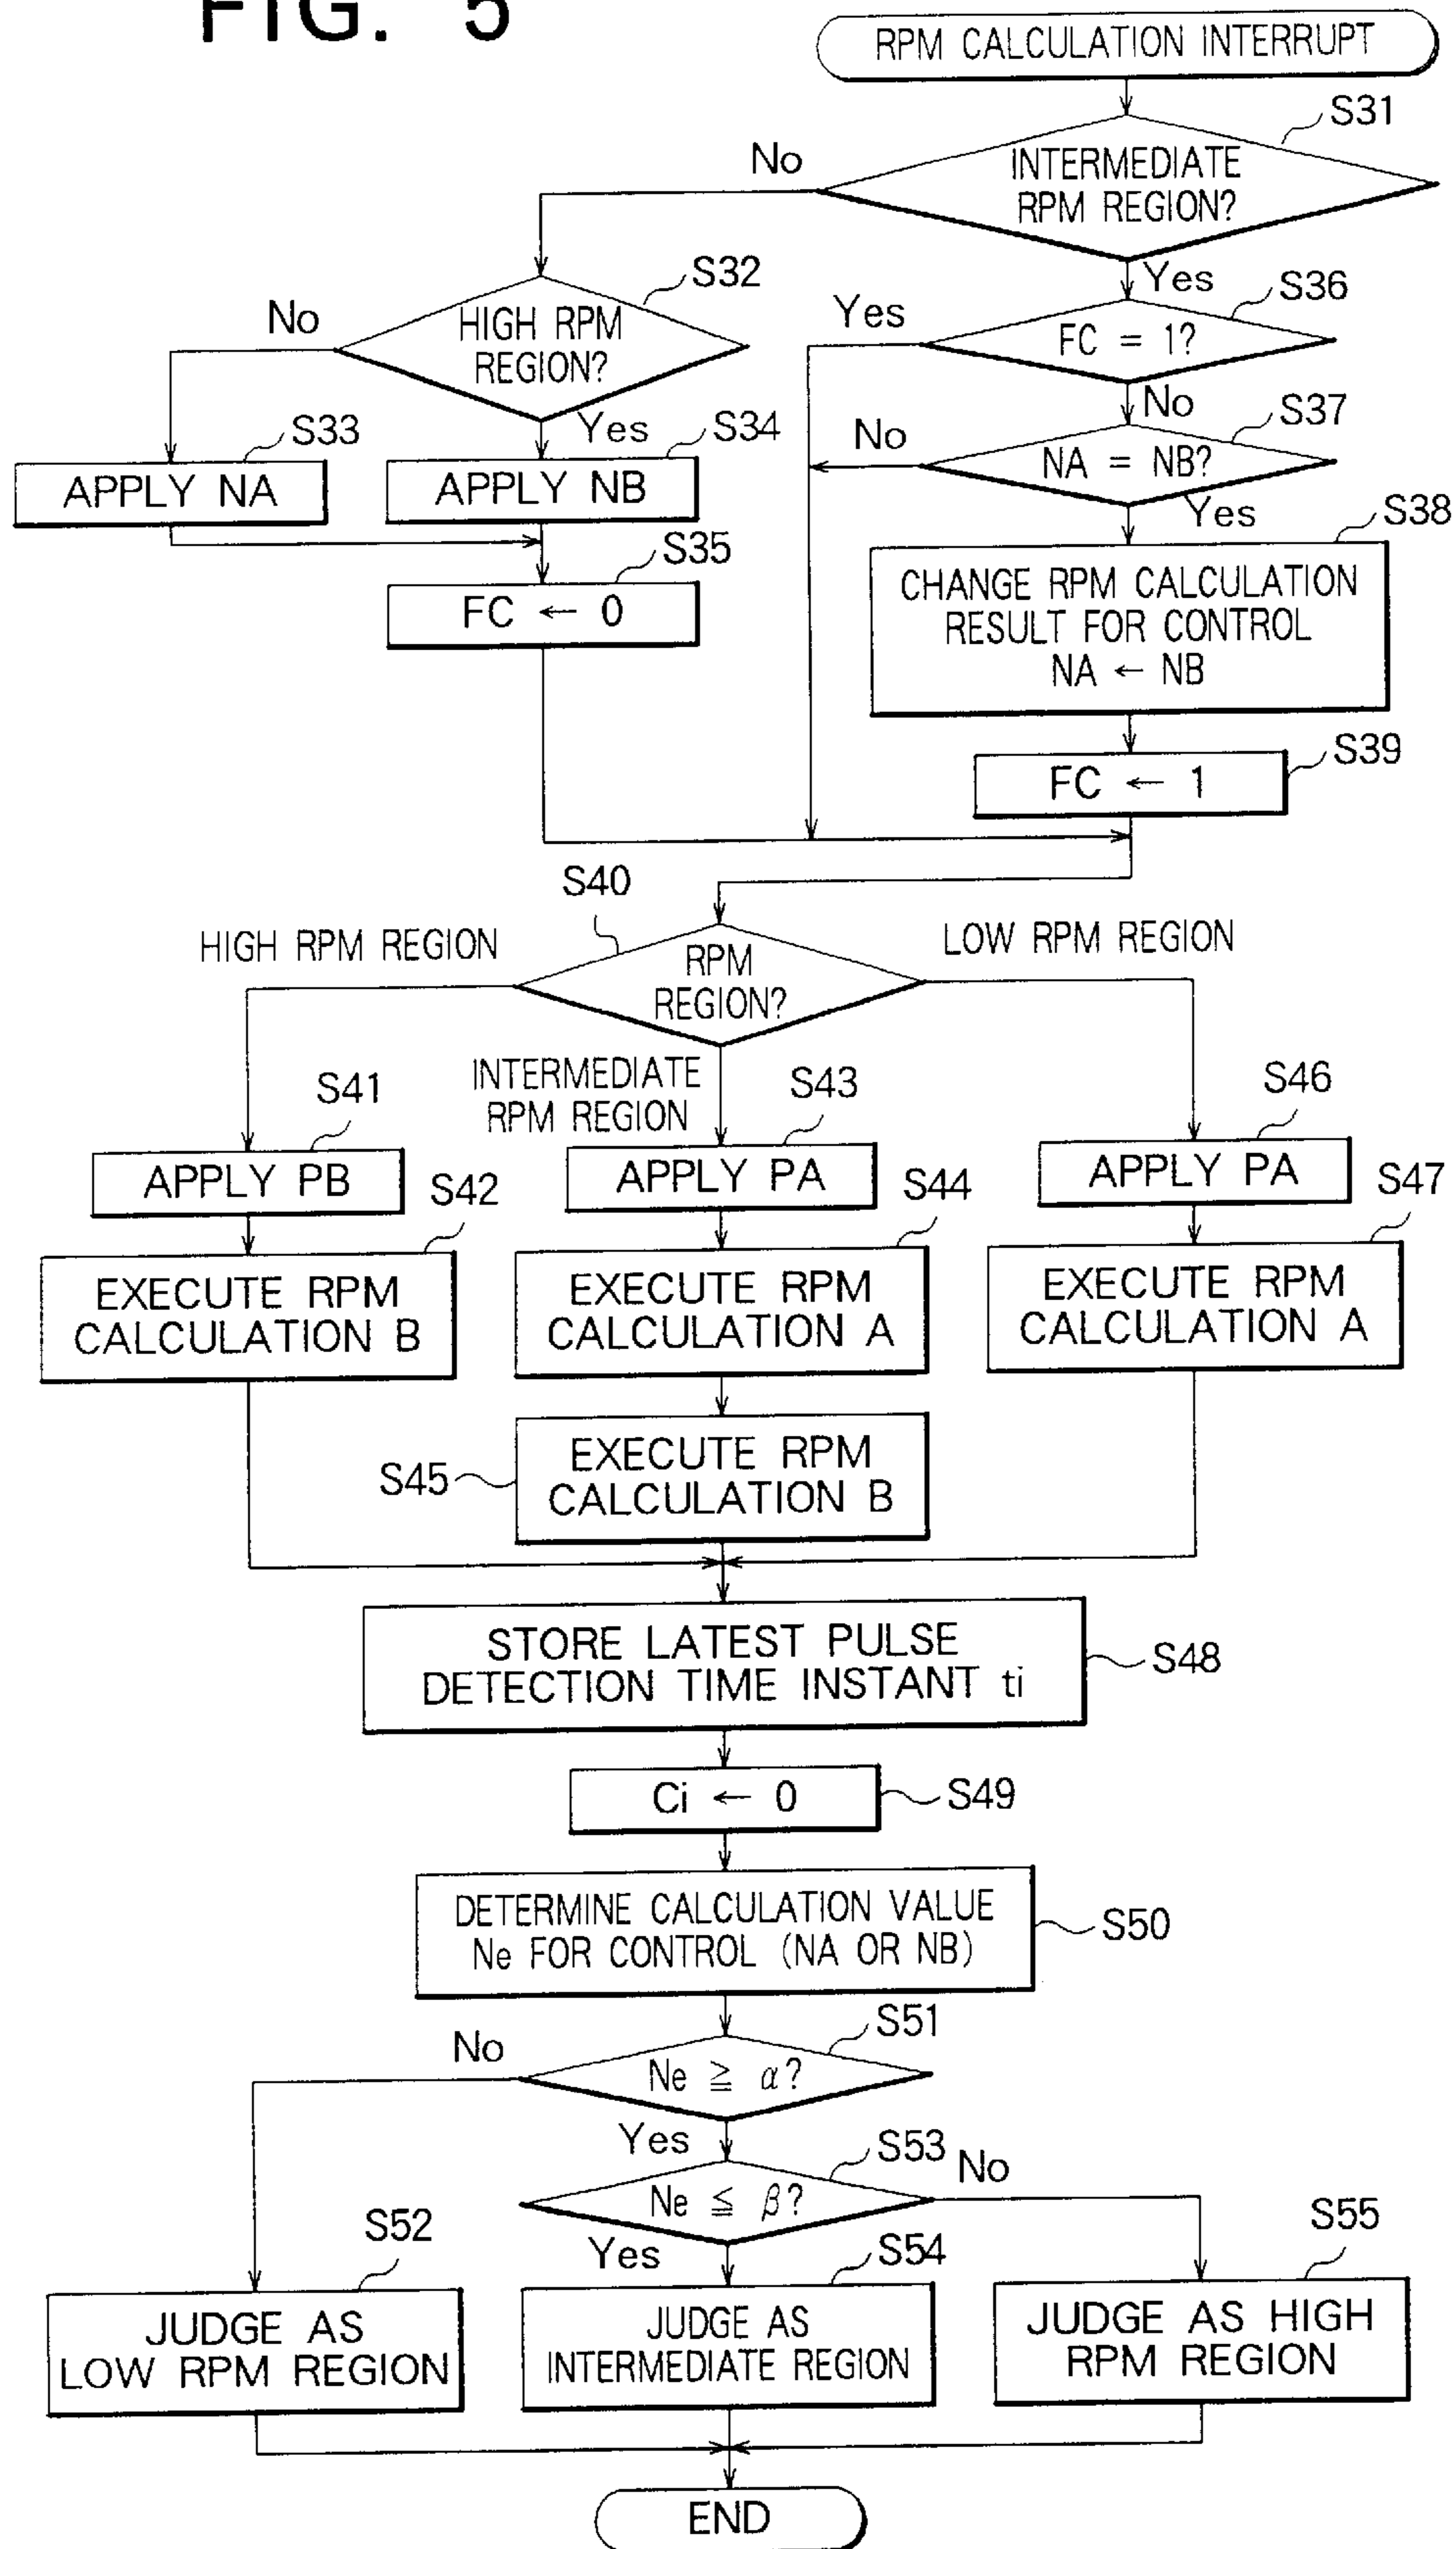 FIG. 5
RPM CALCULATION INTERRUPT
S31
No
INTERMEDIATE
RPM REGION?
Yes
S32
No
HIGH RPM
REGION?
Yes
S36
Yes
FC = 1?
No
S37
No
NA = NB?
Yes
S33
APPLY NA
S34
APPLY NB
S35
FC ← 0
S38
CHANGE RPM CALCULATION
RESULT FOR CONTROL
NA ← NB
S39
FC ← 1
S40
HIGH RPM REGION
RPM
REGION?
LOW RPM REGION
INTERMEDIATE
RPM REGION
S41
APPLY PB
S43
APPLY PA
S46
APPLY PA
S42
EXECUTE RPM
CALCULATION B
S44
EXECUTE RPM
CALCULATION A
S47
EXECUTE RPM
CALCULATION A
S45
EXECUTE RPM
CALCULATION B
STORE LATEST PULSE
DETECTION TIME INSTANT ti
S48
Ci ← 0
S49
DETERMINE CALCULATION VALUE
Ne FOR CONTROL (NA OR NB)
S50
S51
No
Ne ≧ α?
Yes
S53
No
Ne ≦ β?
Yes
S52
JUDGE AS
LOW RPM REGION
S54
JUDGE AS
INTERMEDIATE REGION
S55
JUDGE AS HIGH
RPM REGION
END